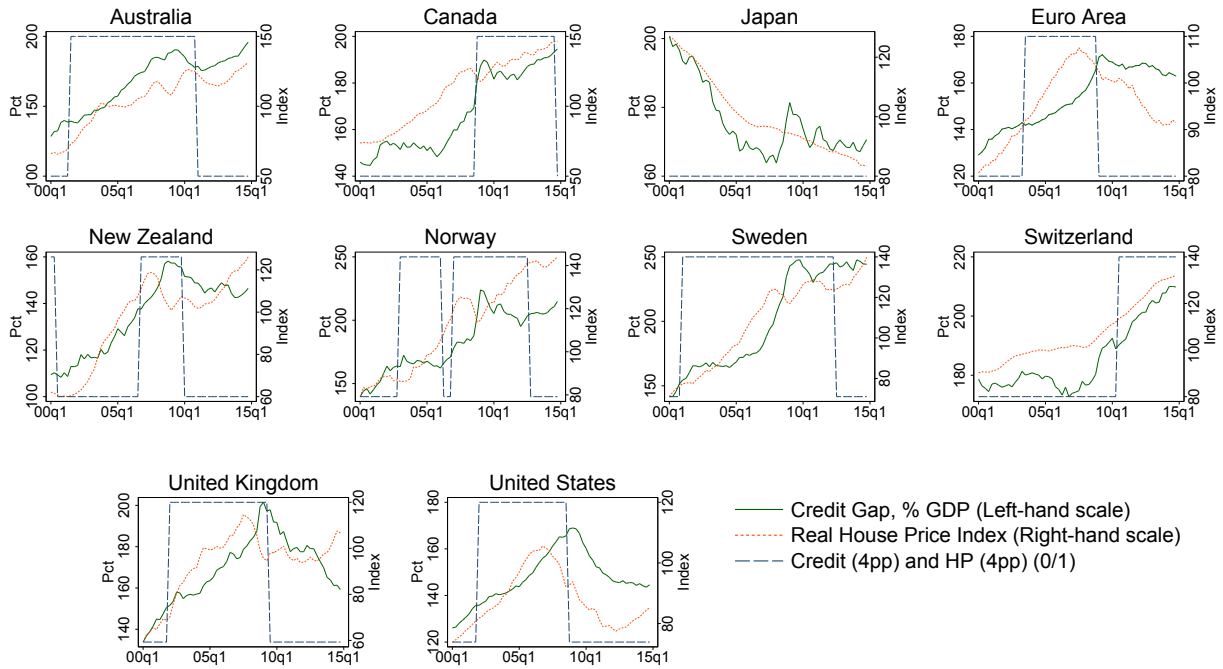 Australia
Canada
Japan
Euro Area
100 150 200
Pct
50 100 150
Index
00q1 05q1 10q1 15q1
140 160 180 200
Pct
50 100 150
Index
00q1 05q1 10q1 15q1
160 180 200
Pct
80 100 120
Index
00q1 05q1 10q1 15q1
120 140 160 180
Pct
80 90 100 110
Index
00q1 05q1 10q1 15q1
New Zealand
Norway
Sweden
Switzerland
100 120 140 160
Pct
60 80 100 120
Index
00q1 05q1 10q1 15q1
150 200 250
Pct
80 100 120 140
Index
00q1 05q1 10q1 15q1
150 200 250
Pct
80 100 120 140
Index
00q1 05q1 10q1 15q1
180 200 220
Pct
80 100 120 140
Index
00q1 05q1 10q1 15q1
United Kingdom
United States
140 160 180 200
Pct
60 80 100 120
Index
00q1 05q1 10q1 15q1
120 140 160 180
Pct
80 100 120
Index
00q1 05q1 10q1 15q1
Credit Gap, % GDP (Left-hand scale)
Real House Price Index (Right-hand scale)
Credit (4pp) and HP (4pp) (0/1)